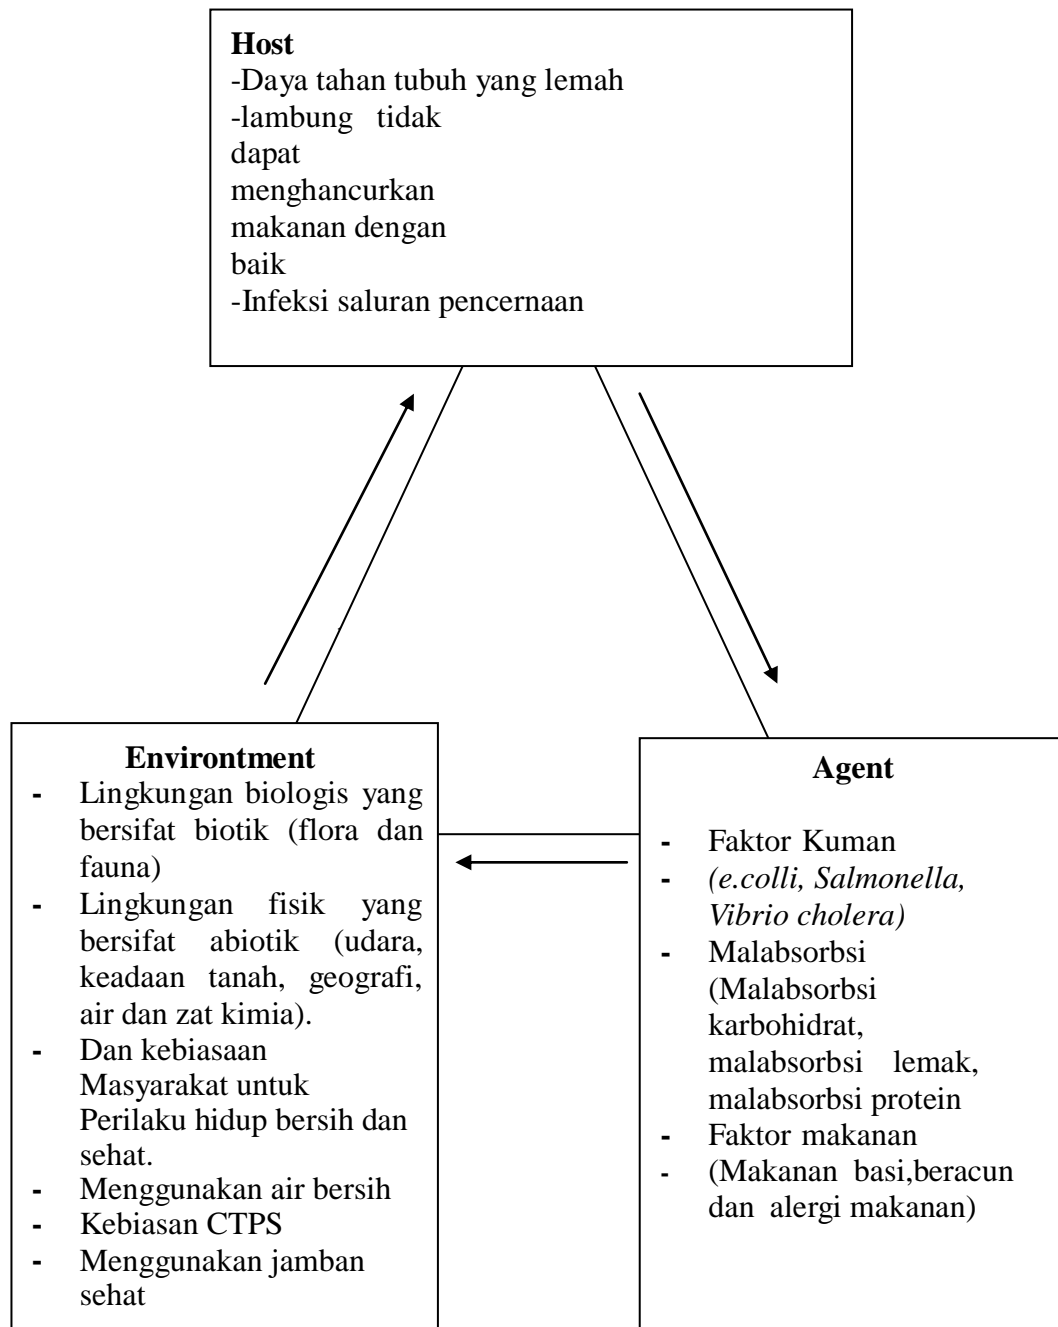 Host
-Daya tahan tubuh yang lemah
-lambung tidak
dapat
menghancurkan
makanan dengan
baik
-Infeksi saluran pencernaan
Environtment
- Lingkungan biologis yang
bersifat biotik (flora dan
fauna)
- Lingkungan fisik yang
bersifat abiotik (udara,
keadaan tanah, geografi,
air dan zat kimia).
- Dan kebiasaan
Masyarakat untuk
Perilaku hidup bersih dan
sehat.
- Menggunakan air bersih
- Kebiasan CTPS
- Menggunakan jamban
sehat
Agent
- Faktor Kuman
- (e.colli, Salmonella,
Vibrio cholera)
- Malabsorbsi
(Malabsorbsi
karbohidrat,
malabsorbsi lemak,
malabsorbsi protein
- Faktor makanan
- (Makanan basi,beracun
dan alergi makanan)